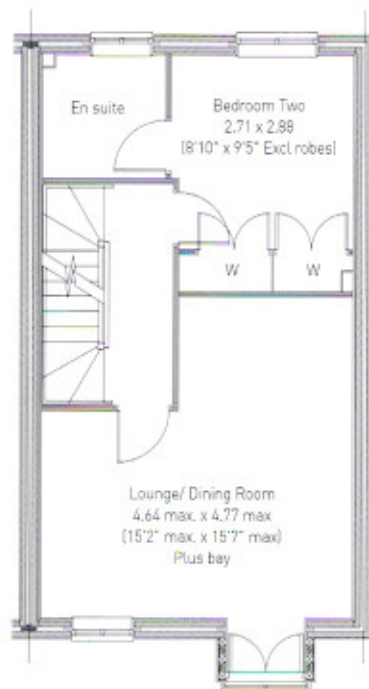 En suite
Bedroom Two
2.71 x 2.88
(8'10" x 9'5" Excl robes)
W
W
Lounge/ Dining Room
4.64 max. x 4.77 max
(15'2" max. x 15'7" max)
Plus bay